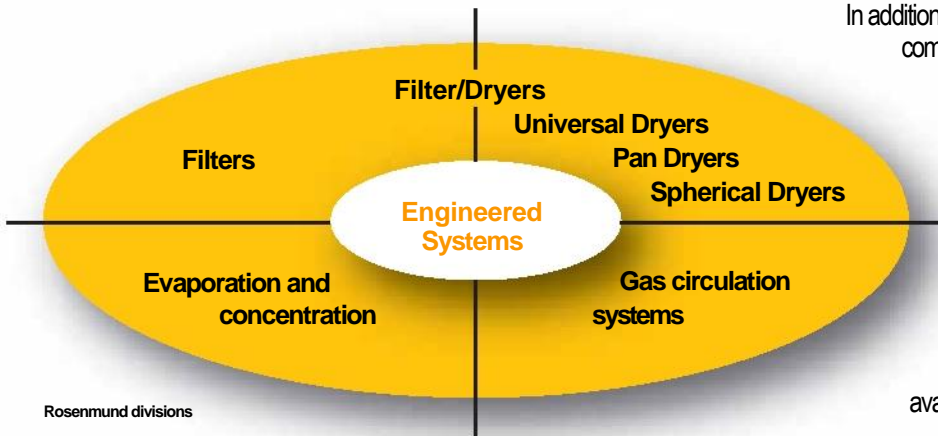 In addition
com
Filter/Dryers
Universal Dryers
Filters
Pan Dryers
Spherical Dryers
Engineered
Systems
Evaporation and
concentration
Gas circulation
systems
Rosenmund divisions
ava